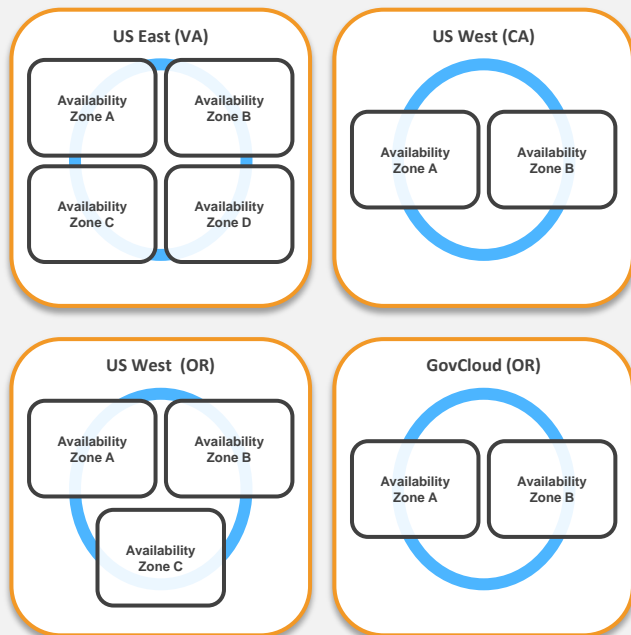 US East (VA)
Availability
Zone A
Availability
Zone B
Availability
Zone C
Availability
Zone D
US West (CA)
Availability
Zone A
Availability
Zone B
US West (OR)
Availability
Zone A
Availability
Zone B
Availability
Zone C
GovCloud (OR)
Availability
Zone A
Availability
Zone B